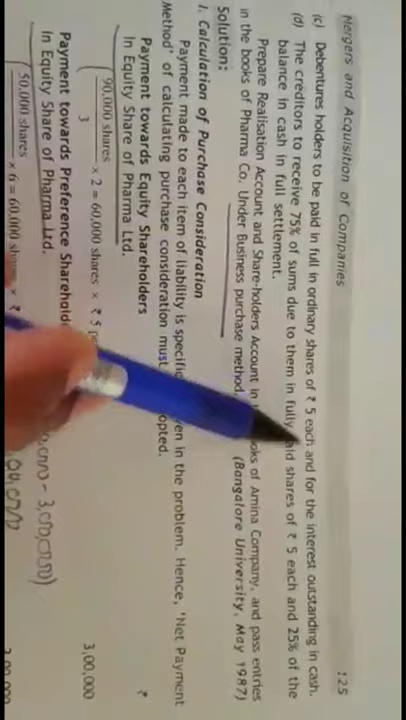 Mergers and Acquisition of Companies 125
(c) Debentures holders to be paid in full in ordinary shares of ₹ 5 each and for the interest outstanding in cash.
(d) The creditors to receive 75% of sums due to them in fully paid shares of ₹ 5 each and 25% of the
balance in cash in full settlement.
Prepare Realisation Account and Share-holders Account in books of Amina Company, and pass entries
in the books of Pharma Co. Under Business purchase method. (Bangalore University, May 1987)
Solution:
1. Calculation of Purchase Consideration
Payment made to each item of liability is in the problem. Hence, 'Net Payment
Method' of calculating purchase consideration must
₹
Payment towards Equity Shareholders
In Equity Share of Pharma Ltd.
90,000 shares
3
× 2 = 60,000 shares × ₹ 5 3,00,000
Payment towards Preference
In Equity Share of Pharma Ltd.
50,000 shares
× 6 = 60,000
- 3,00,000)